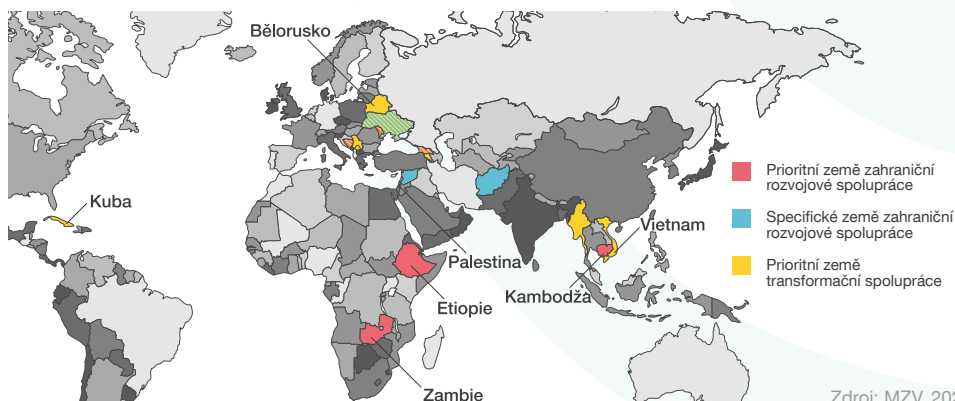 Bělorusko
Kuba
Vietnam
Palestina
Kambodža
Etiopie
Zambie
Prioritní země zahraniční
rozvojové spolupráce
Specifické země zahraniční
rozvojové spolupráce
Prioritní země
transformační spolupráce
Zdroj: MZV,